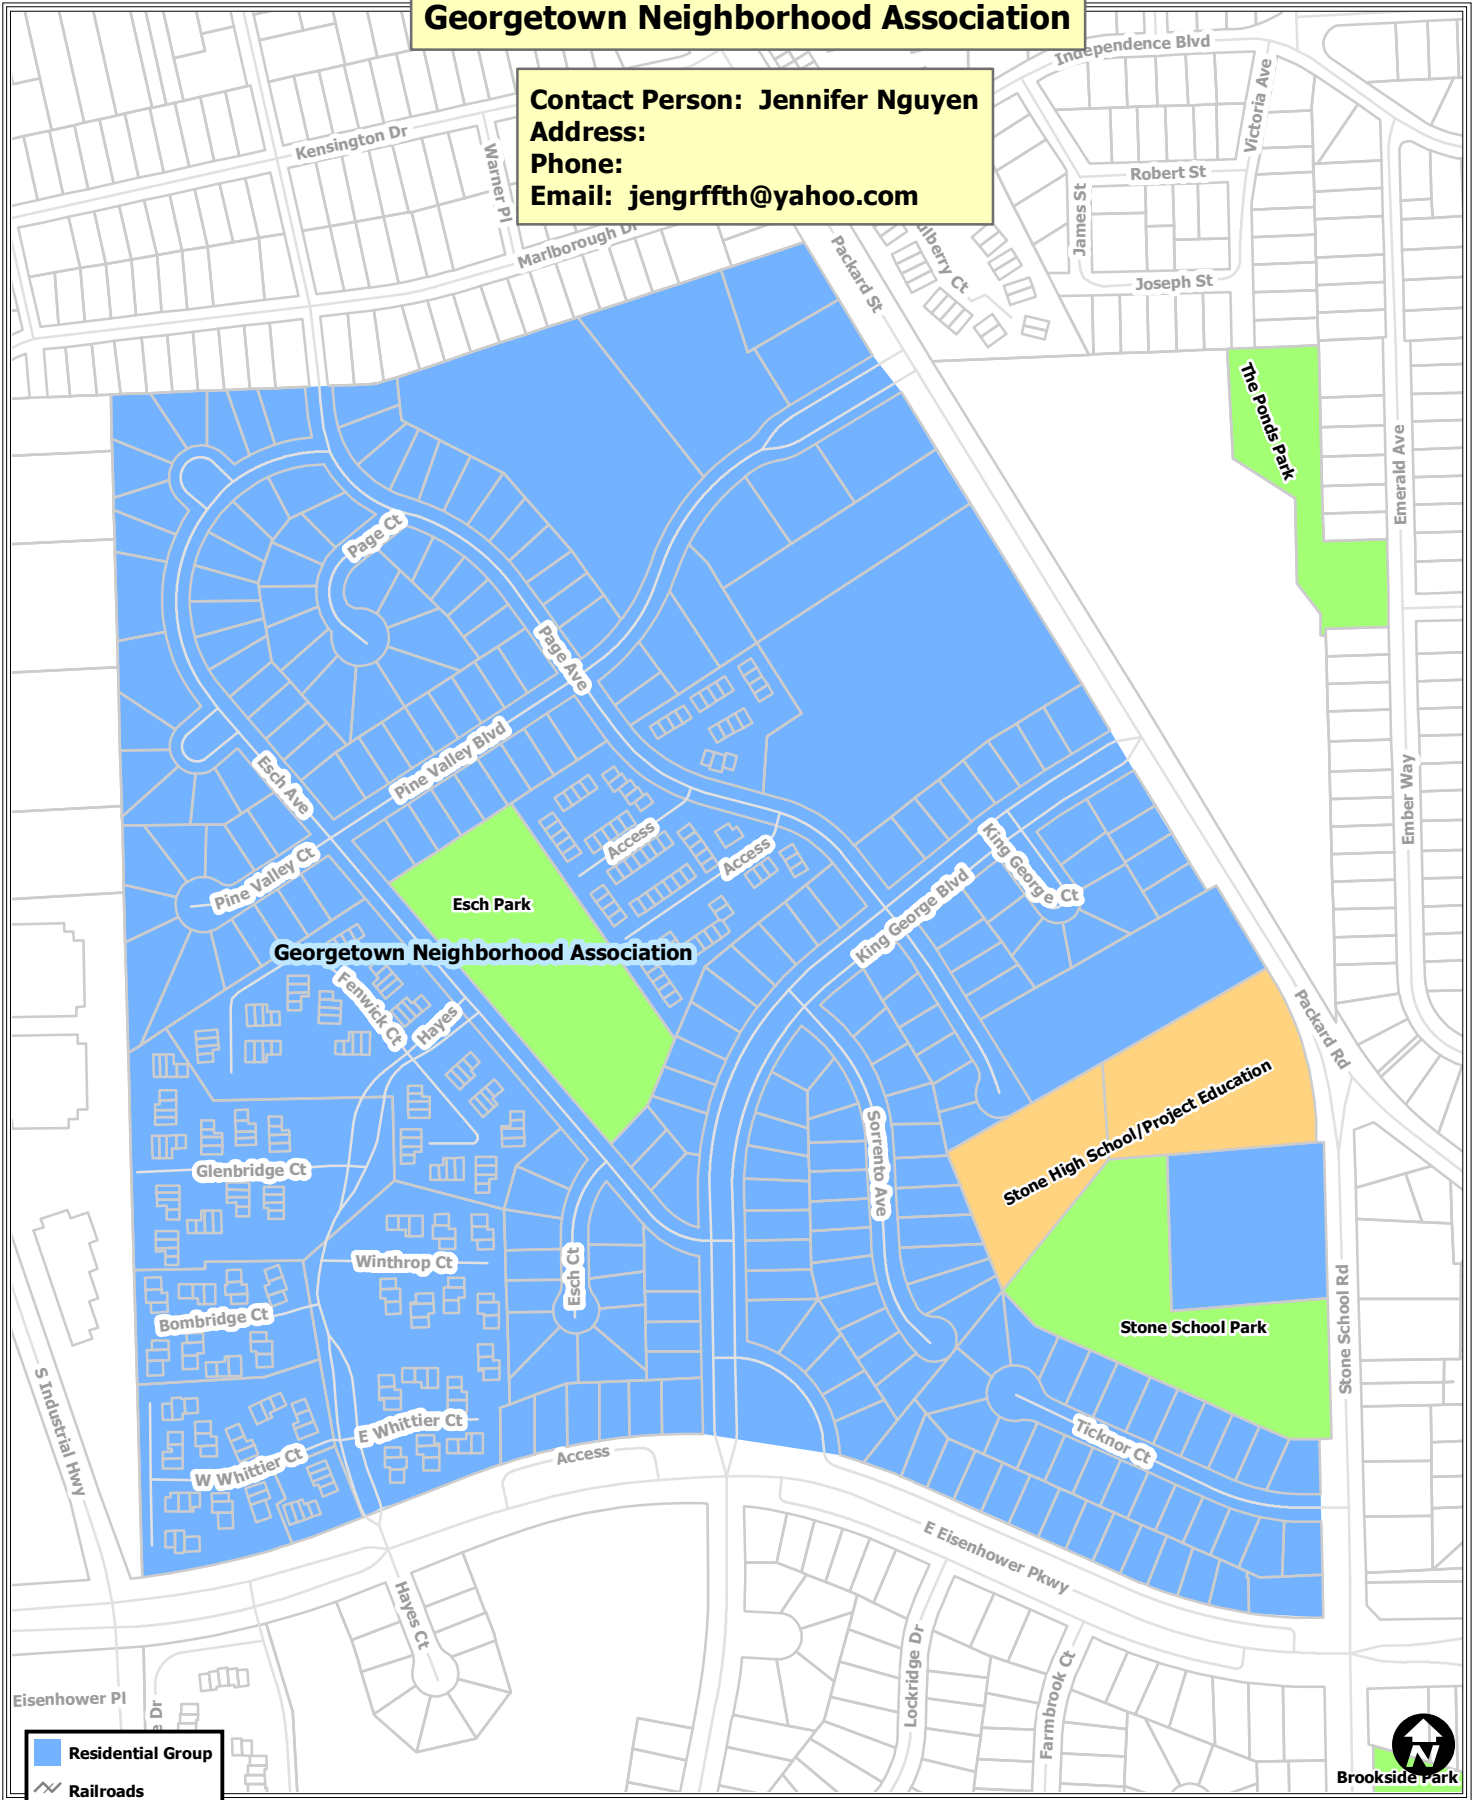 Georgetown Neighborhood Association
Contact Person: Jennifer Nguyen
Address:
Phone:
Email: jengrffth@yahoo.com
Independence Blvd
Victoria Ave
Kensington Dr
Warner Pl
Robert St
James St
Marlborough Dr
Packard St
Joseph St
The Ponds Park
Emerald Ave
Page Ct
Page Ave
Pine Valley Blvd
Esch Ave
Ember Way
Access
Access
King George Ct
Pine Valley Ct
Esch Park
King George Blvd
Georgetown Neighborhood Association
Fenwick Ct
Hayes
Packard Rd
Stone High School/Project Education
Sorrento Ave
Glenbridge Ct
Winthrop Ct
Esch Ct
Bombridge Ct
Stone School Park
Stone School Rd
S Industrial Hwy
E Whittier Ct
W Whittier Ct
Access
Ticknor Ct
E Eisenhower Pkwy
Hayes Ct
Lockridge Dr
Farmbrook Ct
Eisenhower Pl
Dr
Residential Group
Railroads
N
Brookside Park